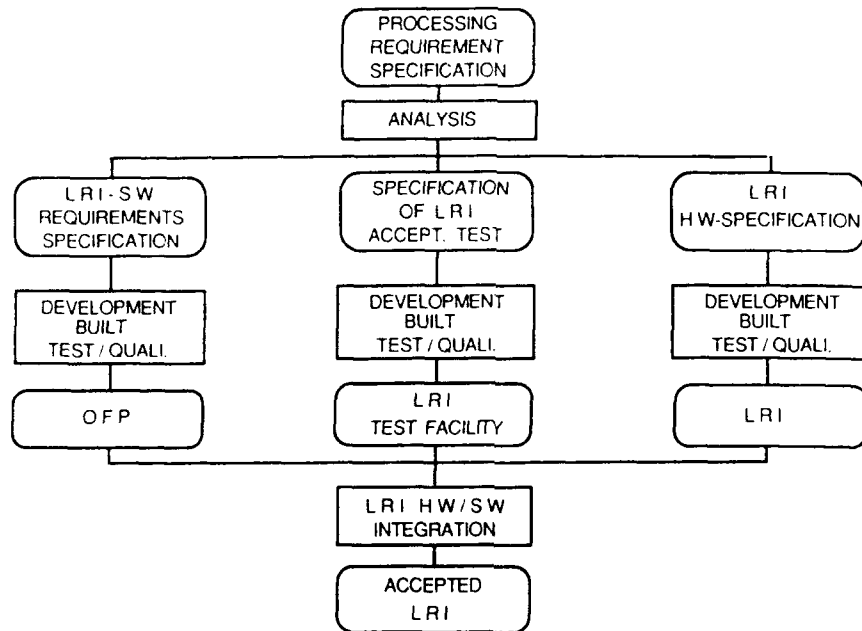 PROCESSING
REQUIREMENT
SPECIFICATION
ANALYSIS
LRI-SW
REQUIREMENTS
SPECIFICATION
SPECIFICATION
OF LRI
ACCEPT. TEST
LRI
HW-SPECIFICATION
DEVELOPMENT
BUILT
TEST/QUALI.
DEVELOPMENT
BUILT
TEST/QUALI.
DEVELOPMENT
BUILT
TEST/QUALI.
OFP
LRI
TEST FACILITY
LRI
LRI HW/SW
INTEGRATION
ACCEPTED
LRI